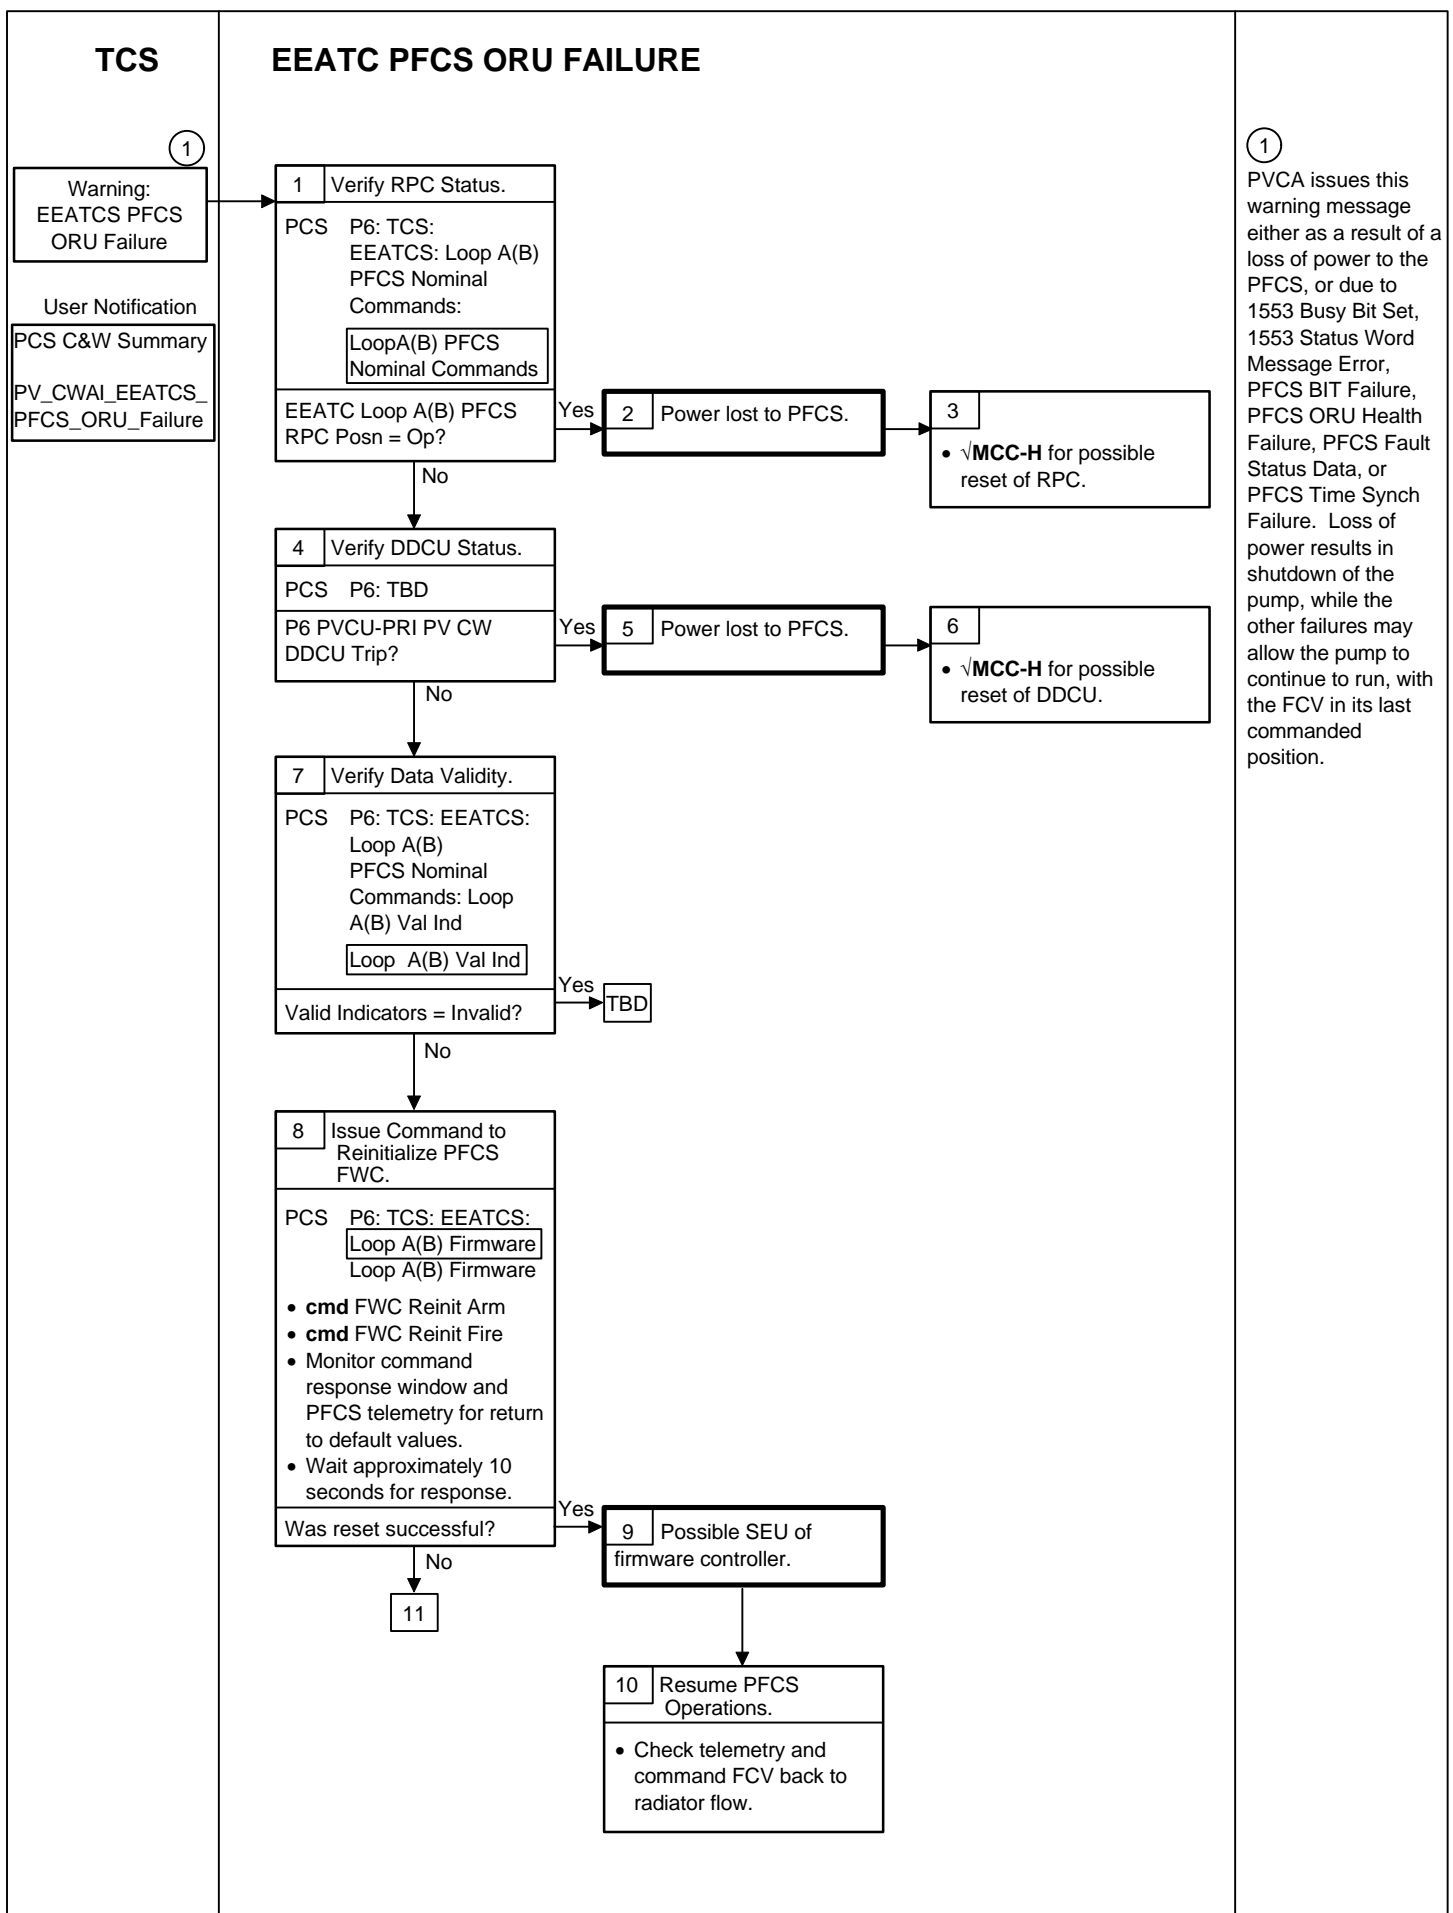 TCS
EEATC PFCS ORU FAILURE
1
Warning:
EEATCS PFCS
ORU Failure
User Notification
PCS C&W Summary
PV_CWAI_EEATCS_
PFCS_ORU_Failure
1 Verify RPC Status.
PCS P6: TCS:
EEATCS: Loop A(B)
PFCS Nominal
Commands:
LoopA(B) PFCS
Nominal Commands
EEATC Loop A(B) PFCS
RPC Posn = Op?
Yes
2 Power lost to PFCS.
3
• √MCC-H for possible
reset of RPC.
No
4 Verify DDCU Status.
PCS P6: TBD
P6 PVCU-PRI PV CW
DDCU Trip?
Yes
5 Power lost to PFCS.
6
• √MCC-H for possible
reset of DDCU.
No
7 Verify Data Validity.
PCS P6: TCS: EEATCS:
Loop A(B)
PFCS Nominal
Commands: Loop
A(B) Val Ind
Loop A(B) Val Ind
Valid Indicators = Invalid?
Yes
TBD
No
8 Issue Command to
Reinitialize PFCS
FWC.
PCS P6: TCS: EEATCS:
Loop A(B) Firmware
Loop A(B) Firmware
• cmd FWC Reinit Arm
• cmd FWC Reinit Fire
• Monitor command
response window and
PFCS telemetry for return
to default values.
• Wait approximately 10
seconds for response.
Was reset successful?
Yes
9 Possible SEU of
firmware controller.
No
11
10 Resume PFCS
Operations.
• Check telemetry and
command FCV back to
radiator flow.
1
PVCA issues this
warning message
either as a result of a
loss of power to the
PFCS, or due to
1553 Busy Bit Set,
1553 Status Word
Message Error,
PFCS BIT Failure,
PFCS ORU Health
Failure, PFCS Fault
Status Data, or
PFCS Time Synch
Failure. Loss of
power results in
shutdown of the
pump, while the
other failures may
allow the pump to
continue to run, with
the FCV in its last
commanded
position.